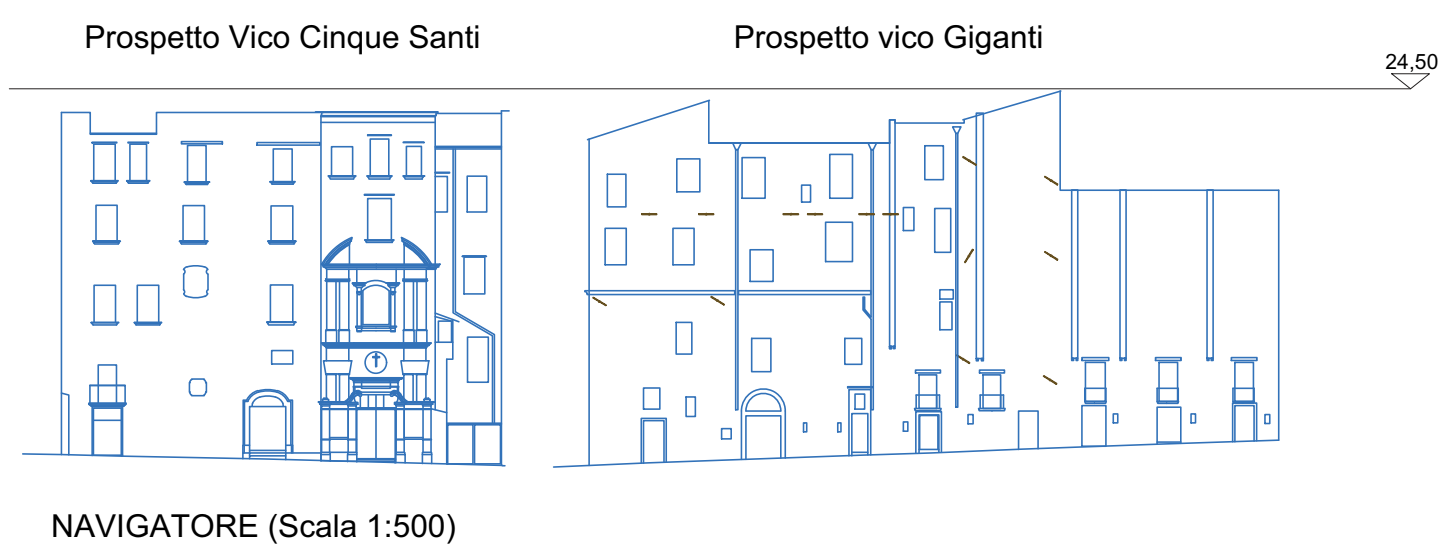 Prospetto Vico Cinque Santi
Prospetto vico Giganti
24,50
NAVIGATORE (Scala 1:500)